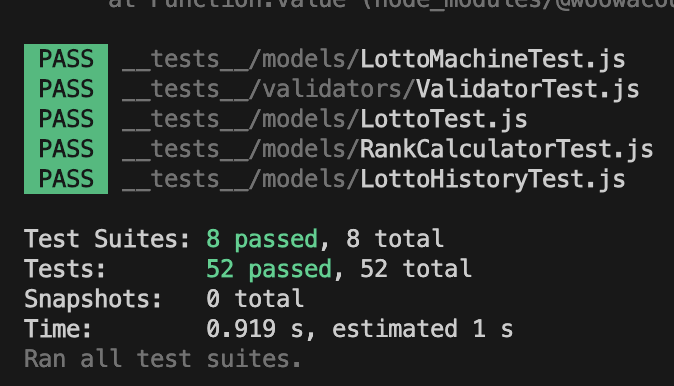 at Function.value (node_modules/@woowacou
PASS __tests__/models/LottoMachineTest.js
PASS __tests__/validators/ValidatorTest.js
PASS __tests__/models/LottoTest.js
PASS __tests__/models/RankCalculatorTest.js
PASS __tests__/models/LottoHistoryTest.js
Test Suites: 8 passed, 8 total
Tests: 52 passed, 52 total
Snapshots: 0 total
Time: 0.919 s, estimated 1 s
Ran all test suites.